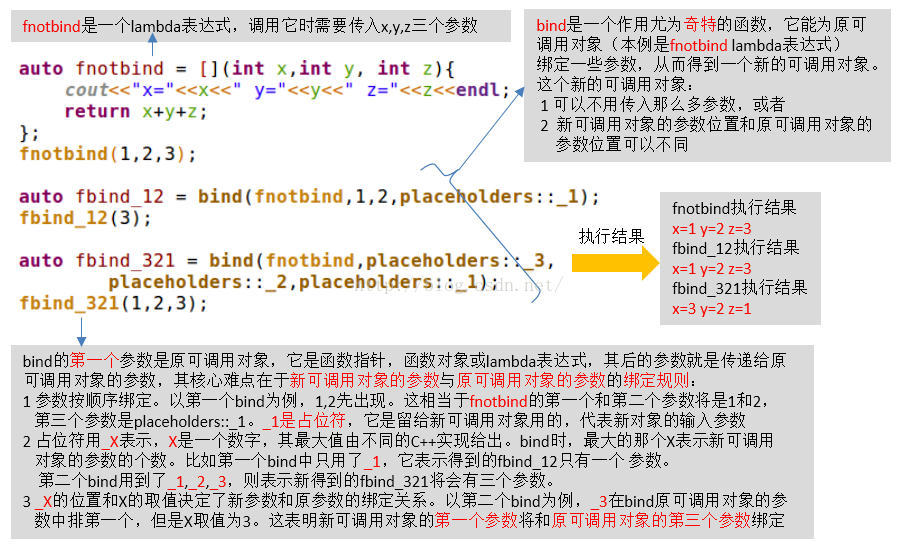 fnotbind是一个lambda表达式，调用它时需要传入x,y,z三个参数
auto fnotbind = [](int x,int y, int z){
cout<<"x="<<x<<" y="<<y<<" z="<<z<<endl;
return x+y+z;
};
fnotbind(1,2,3);
auto fbind_12 = bind(fnotbind,1,2,placeholders::_1);
fbind_12(3);
auto fbind_321 = bind(fnotbind,placeholders::_3,
placeholders::_2,placeholders::_1);
fbind_321(1,2,3);
bind是一个作用尤为奇特的函数，它能为原可
调用对象（本例是fnotbind lambda表达式）
绑定一些参数，从而得到一个新的可调用对象。
这个新的可调用对象：
1 可以不用传入那么多参数，或者
2 新可调用对象的参数位置和原可调用对象的
参数位置可以不同
执行结果
fnotbind执行结果
x=1 y=2 z=3
fbind_12执行结果
x=1 y=2 z=3
fbind_321执行结果
x=3 y=2 z=1
bind的第一个参数是原可调用对象，它是函数指针，函数对象或lambda表达式，其后的参数就是传递给原
可调用对象的参数，其核心难点在于新可调用对象的参数与原可调用对象的参数的绑定规则：
1 参数按顺序绑定。以第一个bind为例，1,2先出现。这相当于fnotbind的第一个和第二个参数将是1和2，
第三个参数是placeholders::_1。_1是占位符，它是留给新可调用对象用的，代表新对象的输入参数
2 占位符用_X表示，X是一个数字，其最大值由不同的C++实现给出。bind时，最大的那个X表示新可调用
对象的参数的个数。比如第一个bind中只用了_1，它表示得到的fbind_12只有一个 参数。
第二个bind用到了_1,_2,_3，则表示新得到的fbind_321将会有三个参数。
3 _X的位置和X的取值决定了新参数和原参数的绑定关系。以第二个bind为例，_3在bind原可调用对象的参
数中排第一个，但是X取值为3。这表明新可调用对象的第一个参数将和原可调用对象的第三个参数绑定
http://blog.csdn.net/